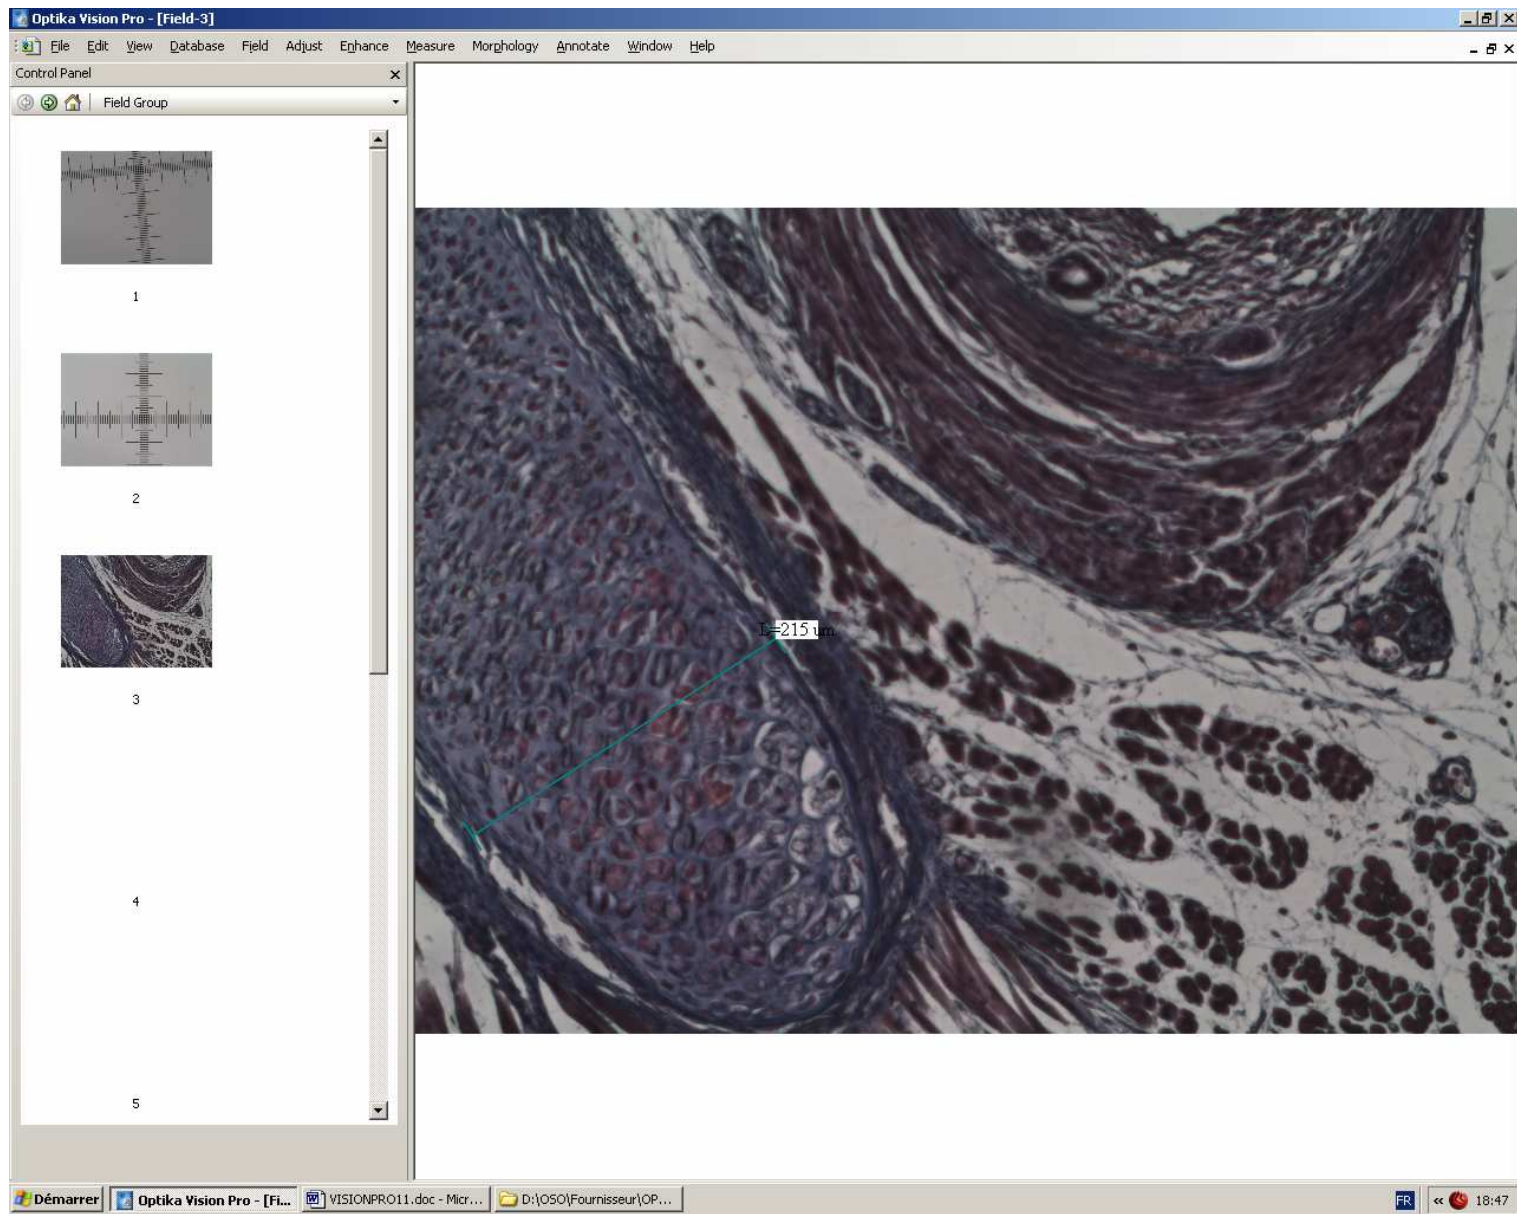 Optika Vision Pro - [Field-3]
File Edit View Database Field Adjust Enhance Measure Morphology Annotate Window Help
Control Panel
Field Group
1
2
3
4
5
L=215 um
Démarrer
Optika Vision Pro - [Fi...
VISIONPRO11.doc - Micr...
D:\OSO\Fournisseur\OP...
FR
18:47